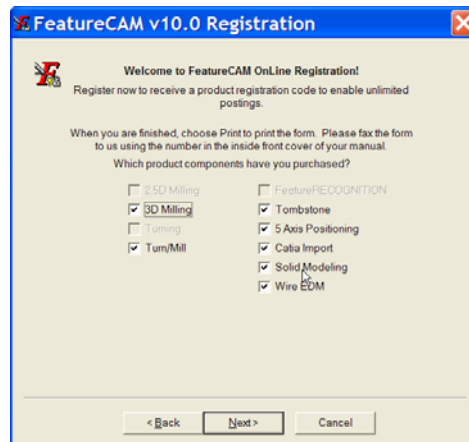 FeatureCAM v10.0 Registration
Welcome to FeatureCAM OnLine Registration!
Register now to receive a product registration code to enable unlimited
postings.
When you are finished, choose Print to print the form. Please fax the form
to us using the number in the inside front cover of your manual.
Which product components have you purchased?
2.5D Milling
3D Milling
Turning
Turn/Mill
FeatureRECOGNITION
Tombstone
5 Axis Positioning
Catia Import
Solid Modeling
Wire EDM
< Back
Next >
Cancel